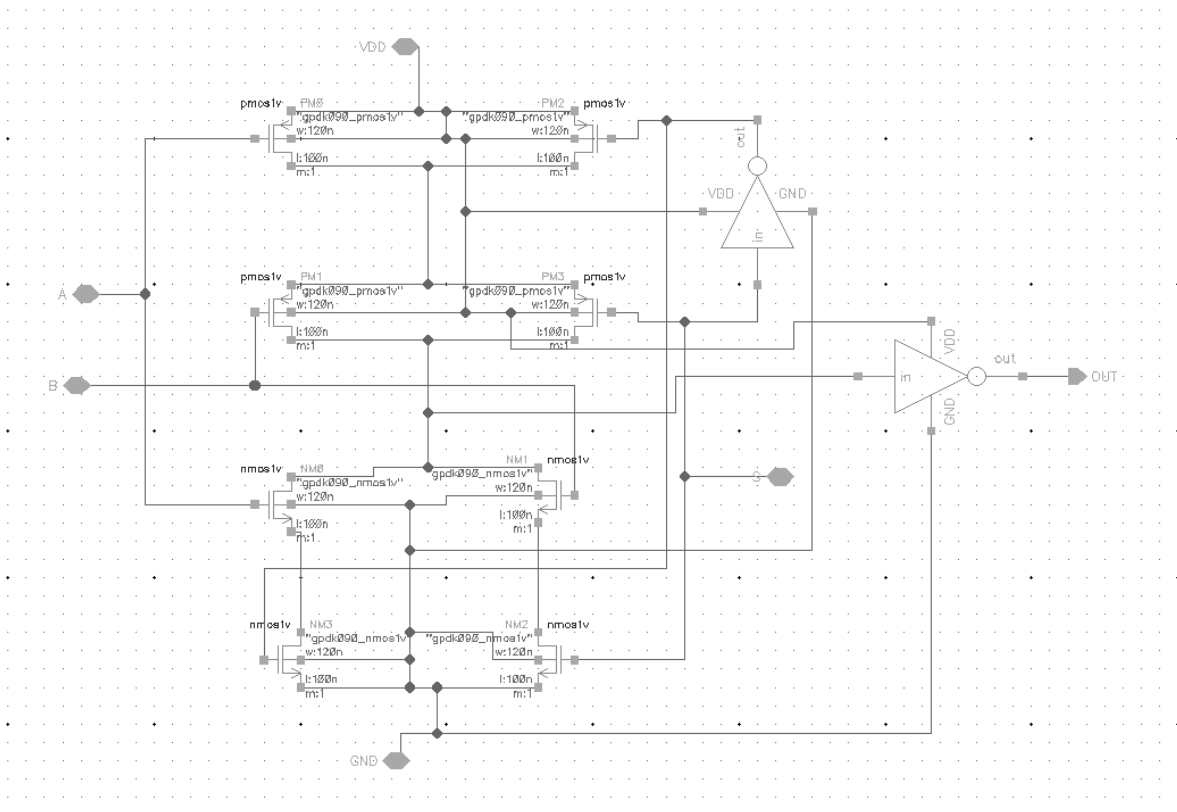 VDD
pmos1v PM0 PM2 pmos1v
"gpdk090_pmos1v" "gpdk090_pmos1v"
w:120n w:120n
l:100n l:100n
m:1 m:1
out
VDD GND
in
pmos1v PM1 PM3 pmos1v
"gpdk090_pmos1v" "gpdk090_pmos1v"
w:120n w:120n
l:100n l:100n
m:1 m:1
A
B
VDD
in out OUT
GND
nmos1v NM0 NM1 nmos1v
"gpdk090_nmos1v" gpdk090_nmos1v"
w:120n w:120n
l:100n l:100n
m:1 m:1
S
nmos1v NM3 NM2 nmos1v
"gpdk090_nmos1v "gpdk090_nmos1v"
w:120n w:120n
l:100n l:100n
m:1 m:1
GND